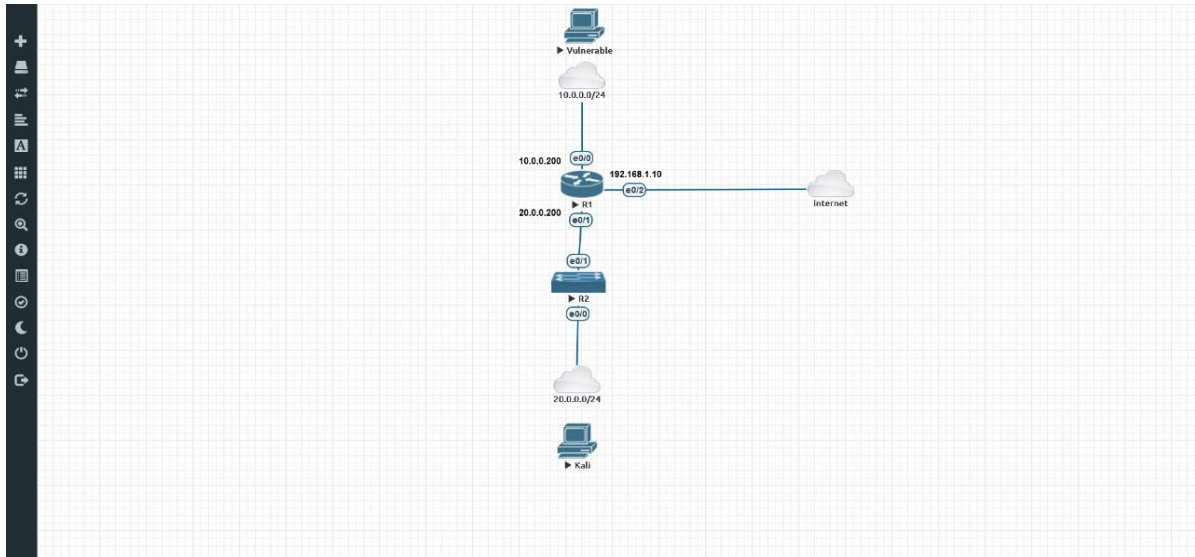 Vulnerable
10.0.0.0/24
10.0.0.200
e0/0
192.168.1.10
e0/2
R1
internet
20.0.0.200
e0/1
e0/1
R2
e0/0
20.0.0.0/24
Kali
A